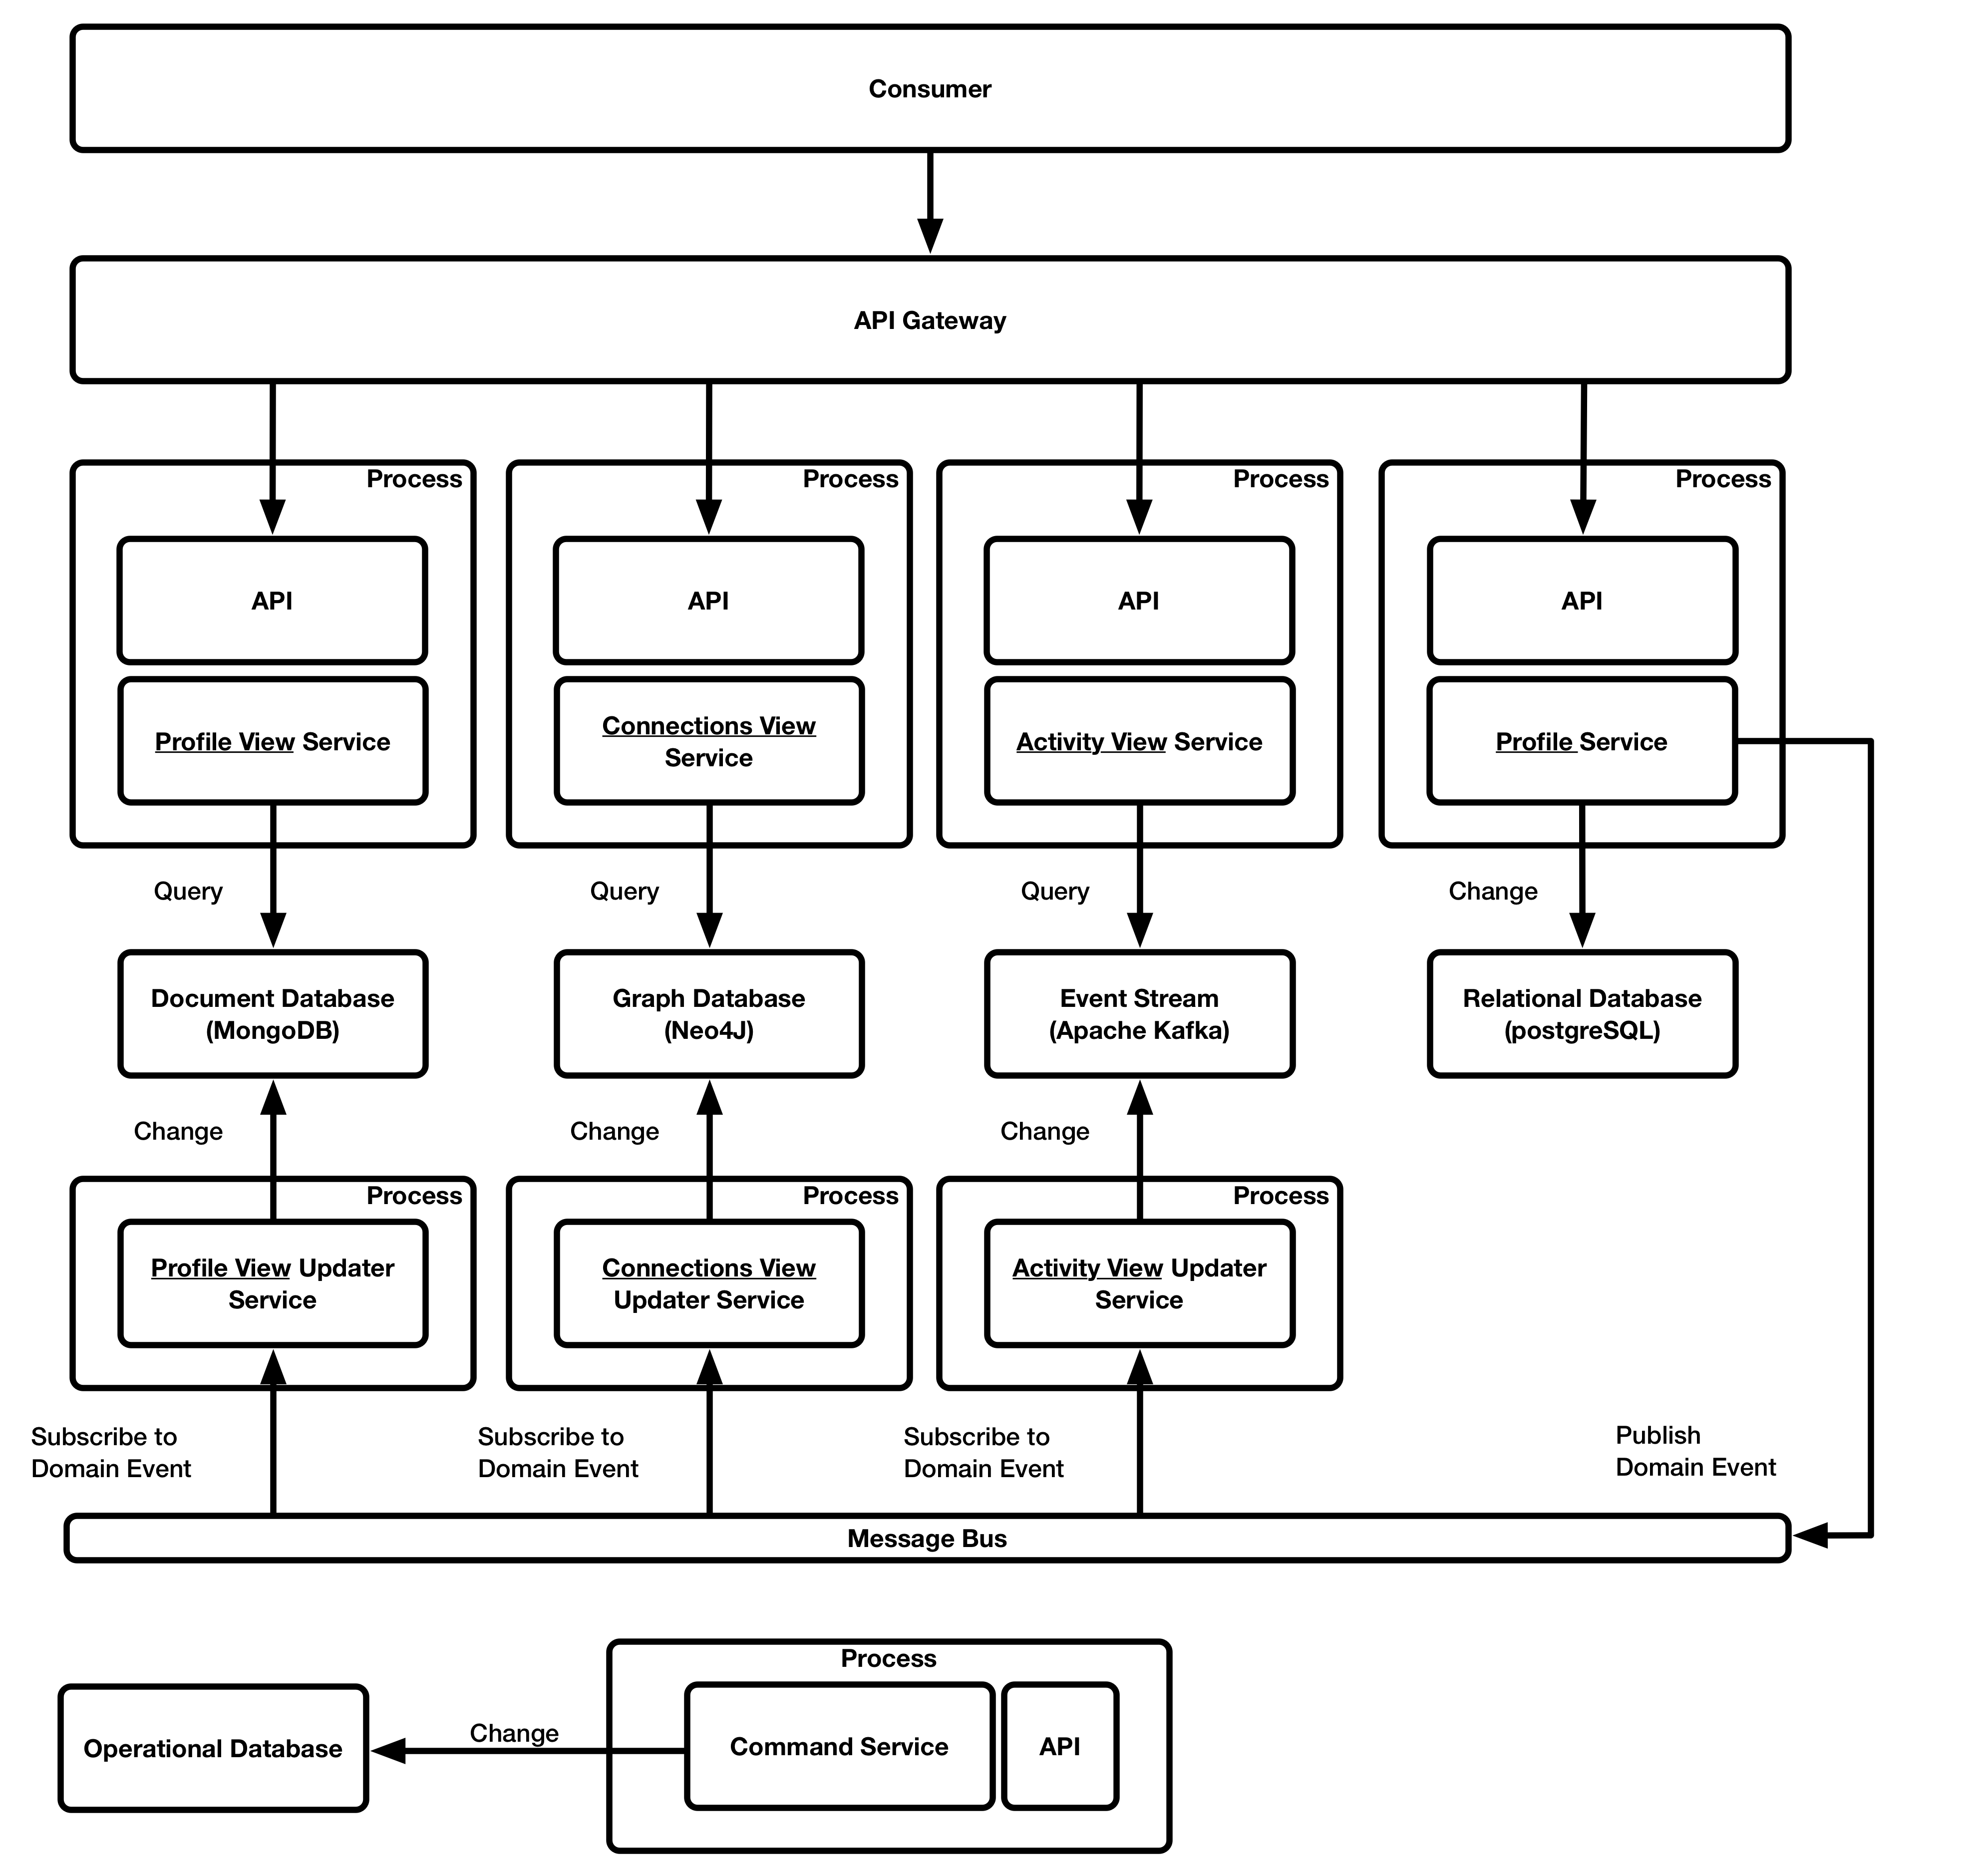 Consumer
API Gateway
Process
Process
Process
Process
API
API
API
API
Profile View Service
Connections View
Service
Activity View Service
Profile Service
Query
Query
Query
Change
Document Database
(MongoDB)
Graph Database
(Neo4J)
Event Stream
(Apache Kafka)
Relational Database
(postgreSQL)
Change
Change
Change
Process
Process
Process
Profile View Updater
Service
Connections View
Updater Service
Activity View Updater
Service
Subscribe to
Domain Event
Subscribe to
Domain Event
Subscribe to
Domain Event
Publish
Domain Event
Message Bus
Process
Operational Database
Change
Command Service
API